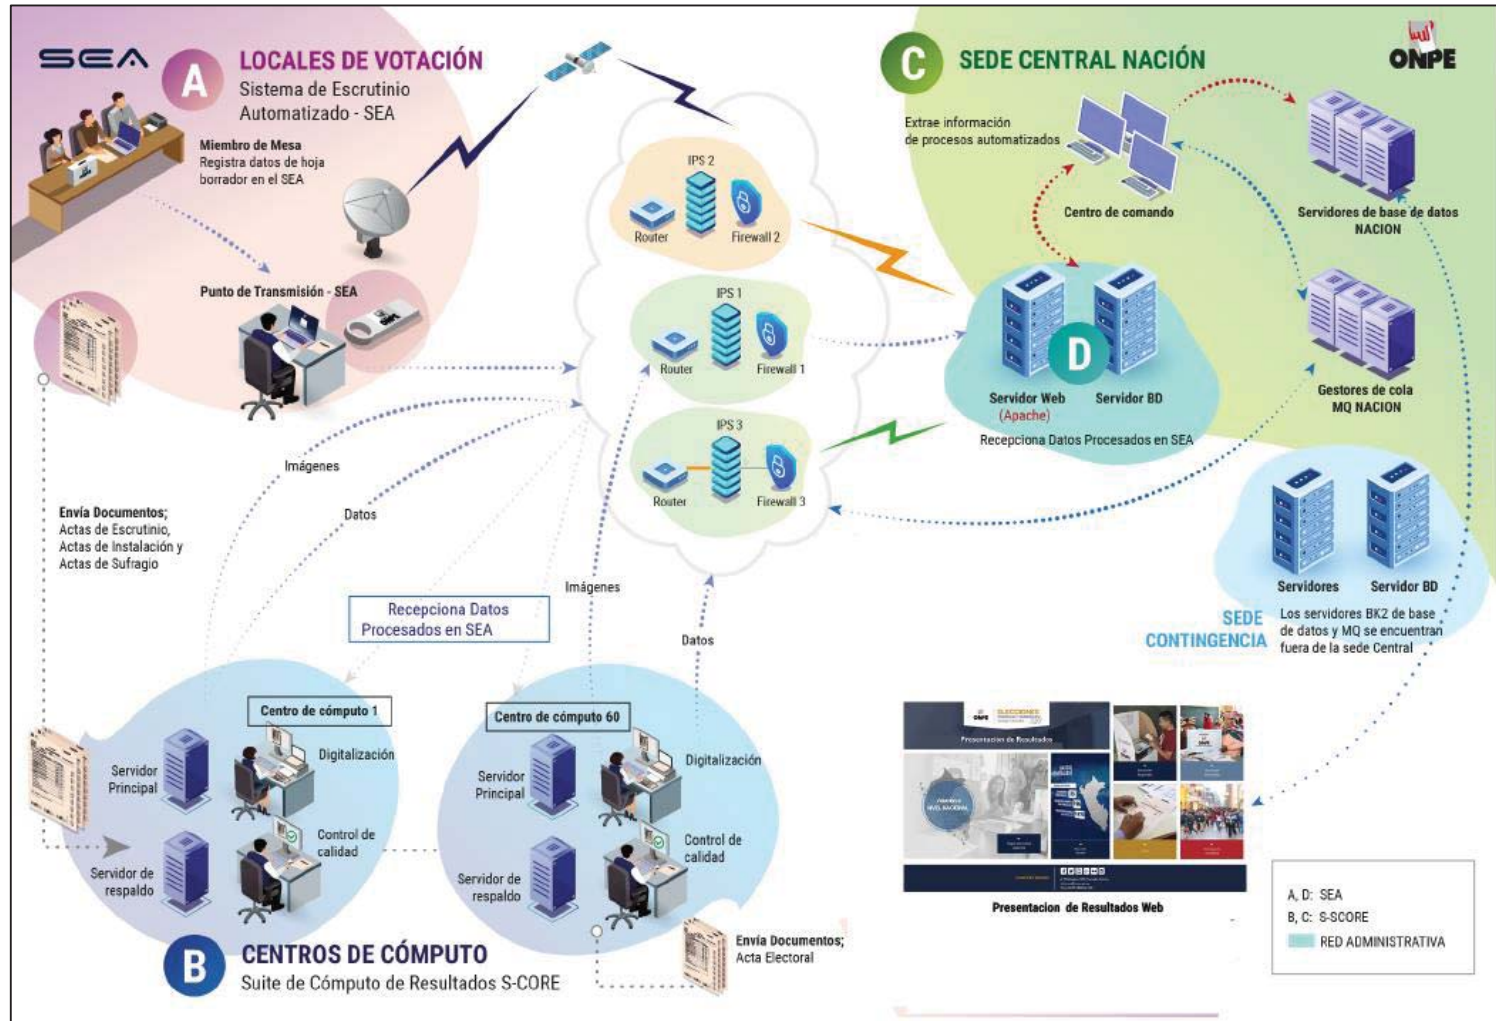 SEA
A
LOCALES DE VOTACIÓN
Sistema de Escrutinio
Automatizado - SEA
Miembro de Mesa
Registra datos de hoja
borrador en el SEA
Punto de Transmisión - SEA
ONPE
Envía Documentos;
Actas de Escrutinio,
Actas de Instalación y
Actas de Sufragio
Imágenes
Datos
Recepciona Datos
Procesados en SEA
Imágenes
Datos
IPS 2
Router
Firewall 2
IPS 1
Router
Firewall 1
IPS 3
Router
Firewall 3
C
SEDE CENTRAL NACIÓN
ONPE
Extrae información
de procesos automatizados
Centro de comando
Servidores de base de datos
NACION
Gestores de cola
MQ NACION
D
Servidor Web
(Apache)
Servidor BD
Recepciona Datos Procesados en SEA
Servidores
Servidor BD
SEDE
CONTINGENCIA
Los servidores BK2 de base
de datos y MQ se encuentran
fuera de la sede Central
Centro de cómputo 1
Servidor
Principal
Digitalización
Servidor de
respaldo
Control de
calidad
Centro de cómputo 60
Servidor
Principal
Digitalización
Servidor de
respaldo
Control de
calidad
B
CENTROS DE CÓMPUTO
Suite de Cómputo de Resultados S-CORE
Envía Documentos;
Acta Electoral
ONPE
ELECCIONES
Presentacion de Resultados
Presentacion de Resultados Web
A, D: SEA
B, C: S-SCORE
RED ADMINISTRATIVA